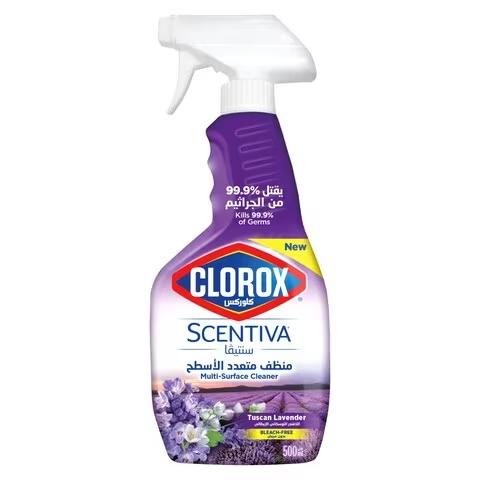 يقتل 99.9%
من الجراثيم
Kills 99.9%
of Germs
New
CLOROX
كلوركس
SCENTIVA
سنتيڤا
منظف متعدد الأسطح
Multi-Surface Cleaner
Tuscan Lavender
BLEACH-FREE
500